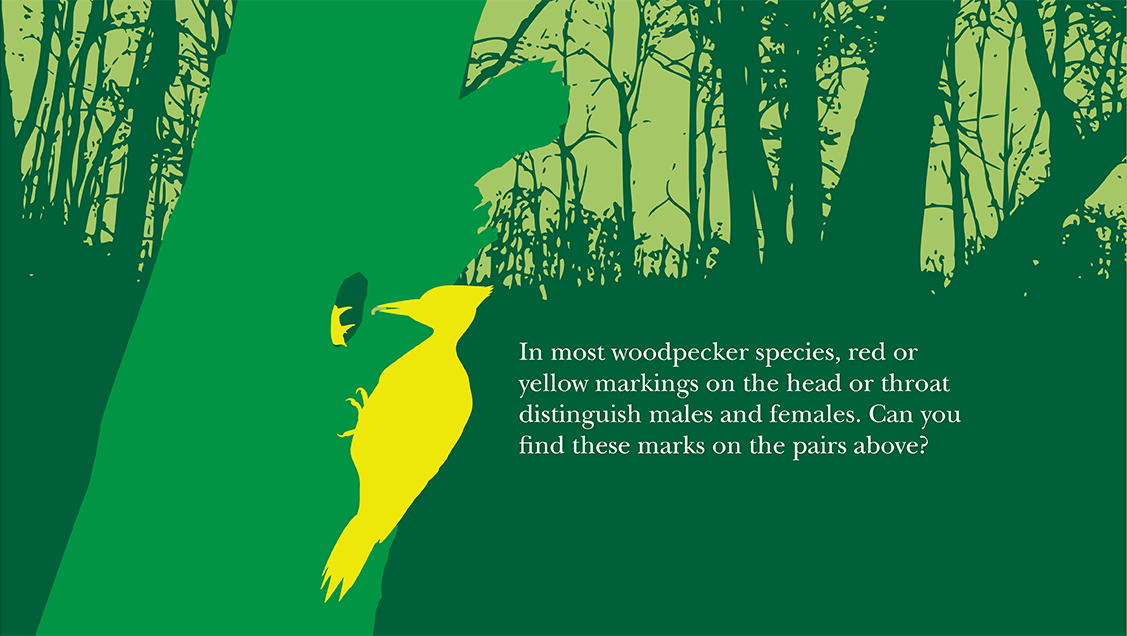 In most woodpecker species, red or
yellow markings on the head or throat
distinguish males and females. Can you
find these marks on the pairs above?